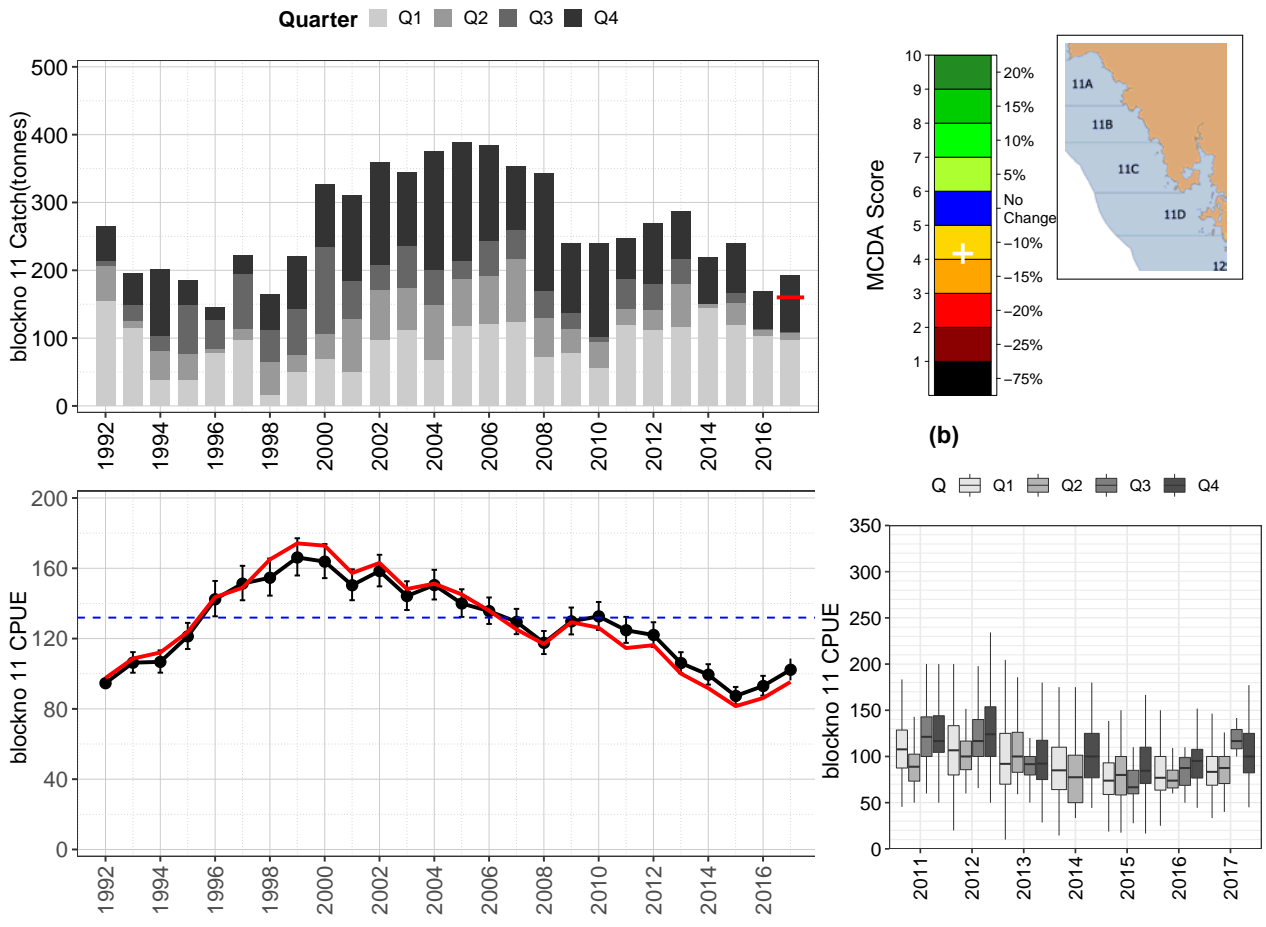 Quarter Q1 Q2 Q3 Q4
blockno 11 Catch(tonnes)
500
400
300
200
100
0
1992 1994 1996 1998 2000 2002 2004 2006 2008 2010 2012 2014 2016
MCDA Score
10
9
8
7
6
5
4
3
2
1
20%
15%
10%
5%
No
Change
−10%
−15%
−20%
−25%
−75%
11A
11B
11C
11D
12
(b)
blockno 11 CPUE
200
160
120
80
40
0
1992 1994 1996 1998 2000 2002 2004 2006 2008 2010 2012 2014 2016
Q Q1 Q2 Q3 Q4
blockno 11 CPUE
350
300
250
200
150
100
50
0
2011 2012 2013 2014 2015 2016 2017